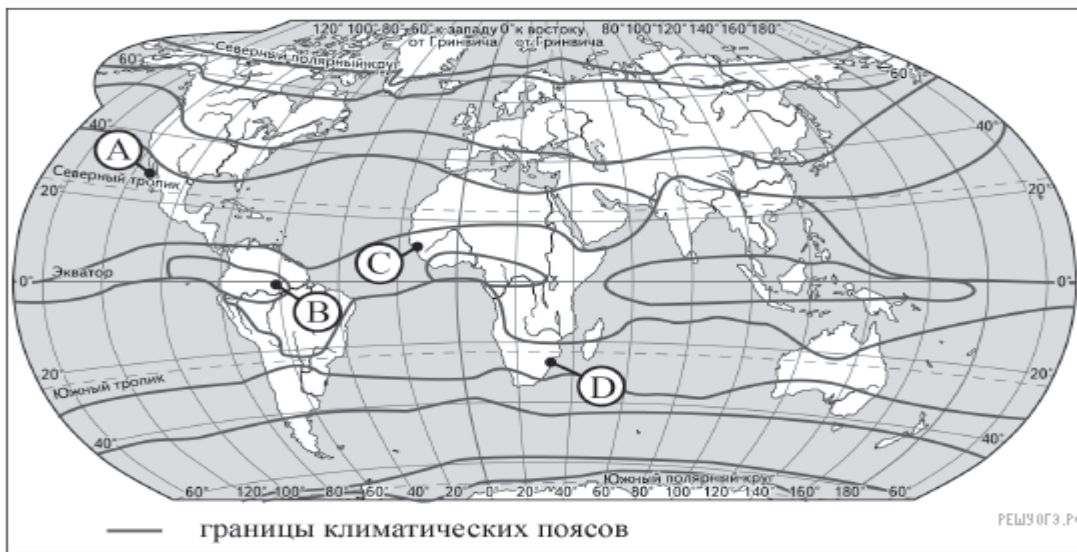 120° 100° 80° 60° к западу 0° к востоку 80° 100° 120° 140° 160° 180°
от Гринвича от Гринвича
Северный полярный круг
60° 60°
40° 40°
A
Северный тропик
20° 20°
C
Экватор
0° 0°
B
D
20° 20°
Южный тропик
40° 40°
Южный полярный круг
60° 120° 100° 80° 60° 40° 20° 0° 20° 40° 60° 80° 100° 120° 140° 160° 180° 60°
границы климатических поясов
РЕШУОГЭ.РФ